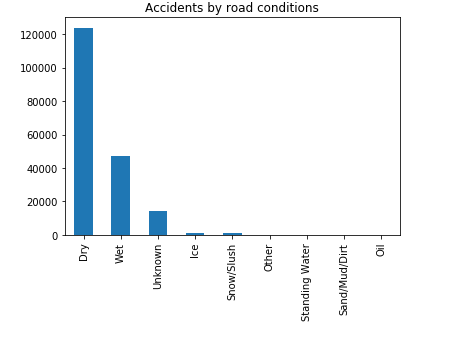 Accidents by road conditions
120000
100000
80000
60000
40000
20000
0
Dry
Wet
Unknown
Ice
Snow/Slush
Other
Standing Water
Sand/Mud/Dirt
Oil